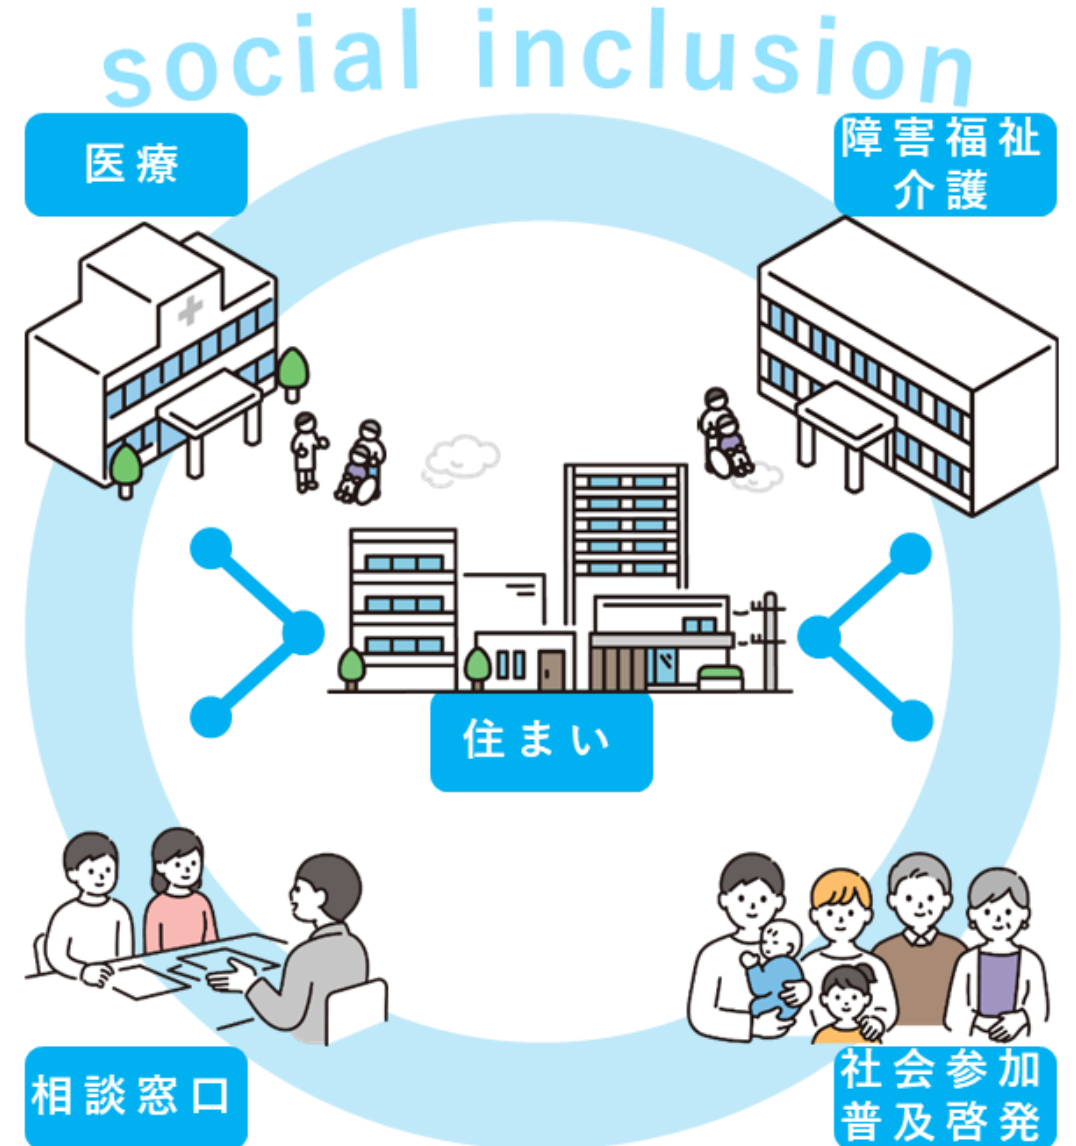 social inclusion
医療
障害福祉
介護
住まい
相談窓口
社会参加
普及啓発